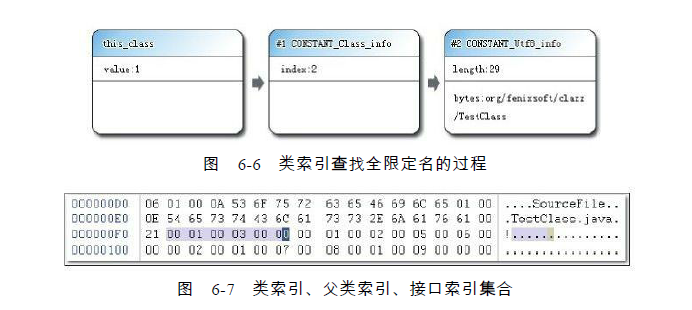 this_class
value:1
#1 CONSTANT_Class_info
index:2
#2 CONSTANT_Utf8_info
length:29
bytes:org/fenixsoft/clazz
/TestClass
图 6-6 类索引查找全限定名的过程
000000D0 06 01 00 0A 53 6F 75 72 63 65 46 69 6C 65 01 00 ....SourceFile..
000000E0 0E 54 65 73 74 43 6C 61 73 73 2E 6A 61 76 61 00 .TestClass.java.
000000F0 21 00 01 00 03 00 00 00 01 00 02 00 05 00 06 00 !...............
00000100 00 00 02 00 01 00 07 00 08 00 01 00 09 00 00 00 ................
图 6-7 类索引、父类索引、接口索引集合